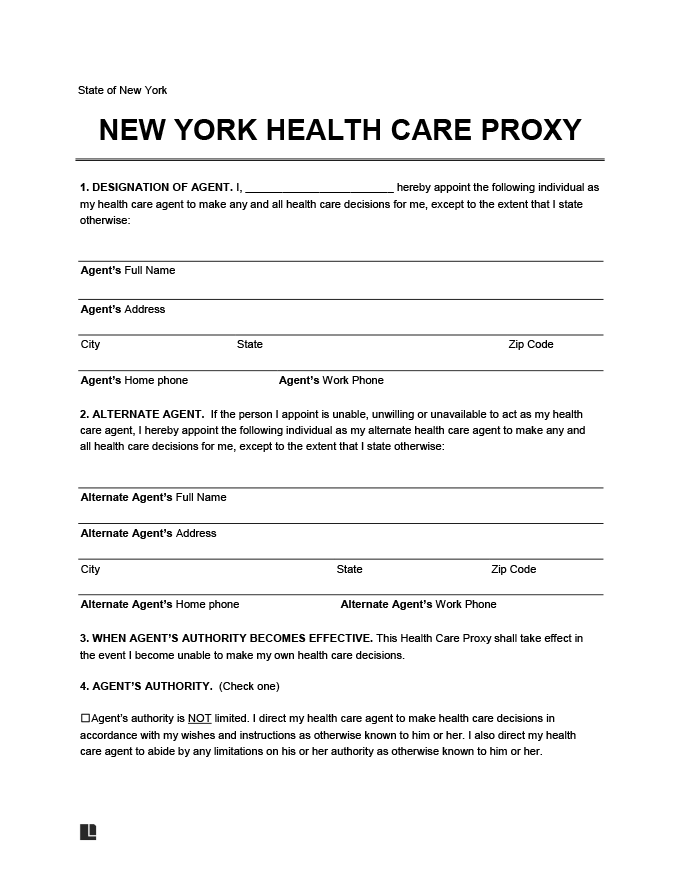 State of New York
NEW YORK HEALTH CARE PROXY
1. DESIGNATION OF AGENT. I, ________________________ hereby appoint the following individual as
my health care agent to make any and all health care decisions for me, except to the extent that I state
otherwise:
Agent’s Full Name
Agent’s Address
City State Zip Code
Agent’s Home phone Agent’s Work Phone
2. ALTERNATE AGENT. If the person I appoint is unable, unwilling or unavailable to act as my health
care agent, I hereby appoint the following individual as my alternate health care agent to make any and
all health care decisions for me, except to the extent that I state otherwise:
Alternate Agent’s Full Name
Alternate Agent’s Address
City State Zip Code
Alternate Agent’s Home phone Alternate Agent’s Work Phone
3. WHEN AGENT’S AUTHORITY BECOMES EFFECTIVE. This Health Care Proxy shall take effect in
the event I become unable to make my own health care decisions.
4. AGENT’S AUTHORITY. (Check one)
☐Agent’s authority is NOT limited. I direct my health care agent to make health care decisions in
accordance with my wishes and instructions as otherwise known to him or her. I also direct my health
care agent to abide by any limitations on his or her authority as otherwise known to him or her.